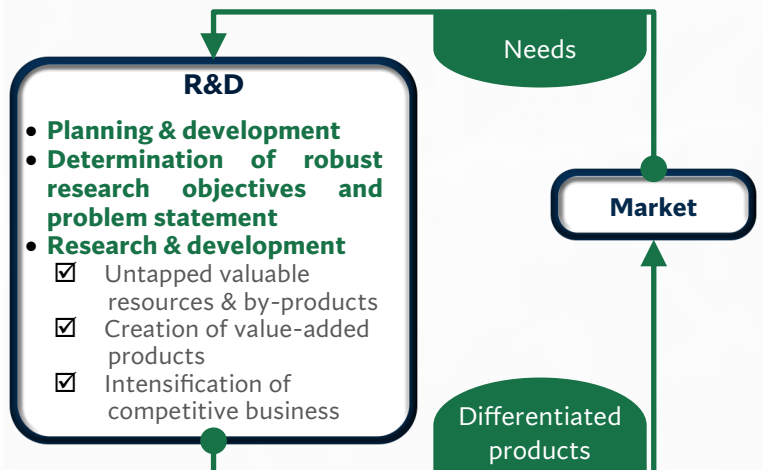 Needs
R&D
• Planning & development
• Determination of robust
research objectives and
problem statement
• Research & development
☑ Untapped valuable
resources & by-products
☑ Creation of value-added
products
☑ Intensification of
competitive business
Market
Differentiated
products